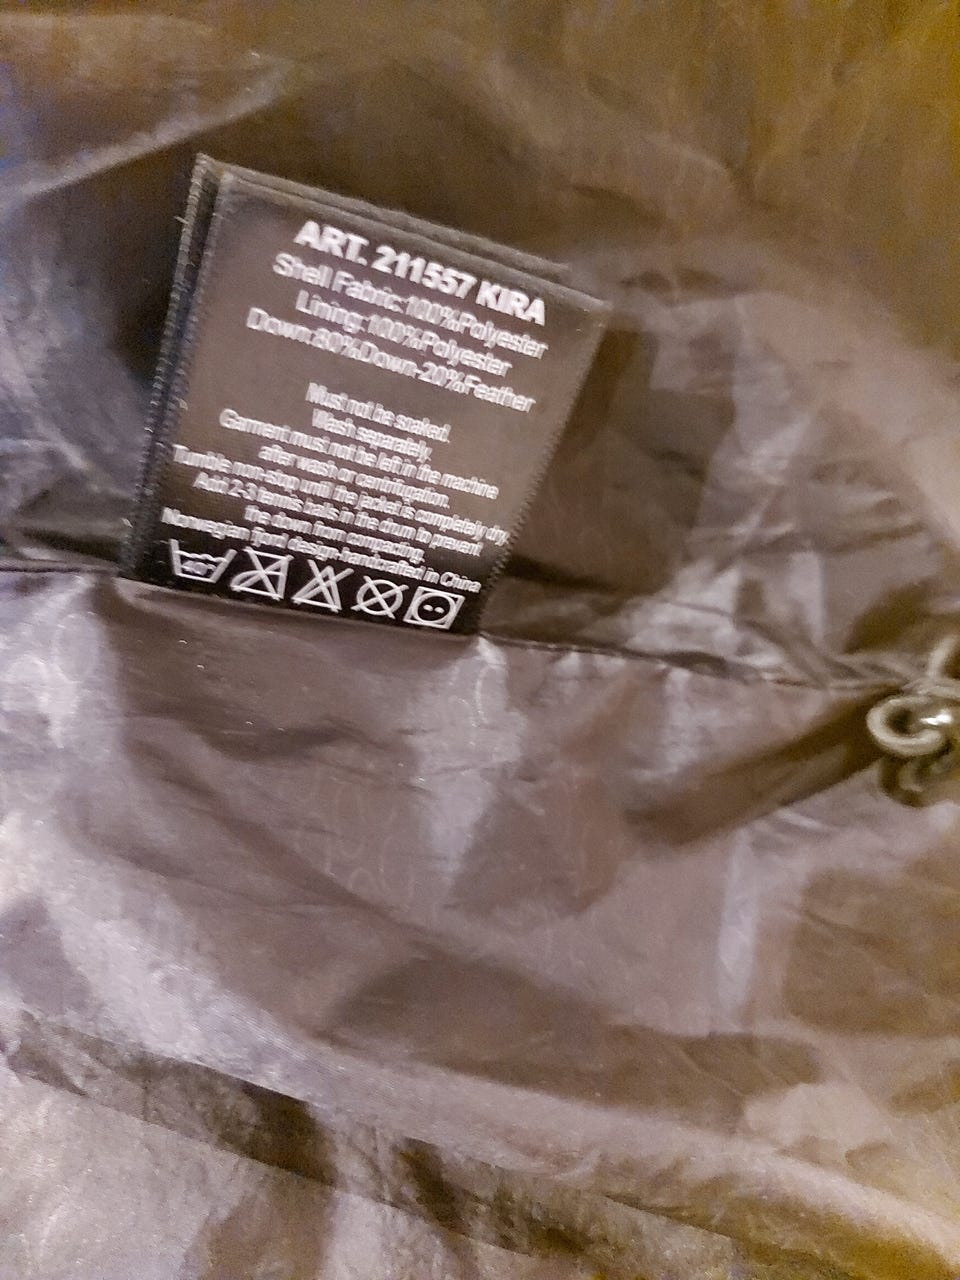 ART. 211557 KIRA
Shell Fabric:100%Polyester
Lining:100%Polyester
Down:80%Down-20%Feather
Must not be soaked.
Wash separately.
Garment must not be left in the machine
after wash or centrifugation.
Tumble non-stop until the jacket is completely dry.
Add 2-3 tennis balls in the drum to prevent
the down from contracting.
Norwegian fjord design-handcrafted in China
40°